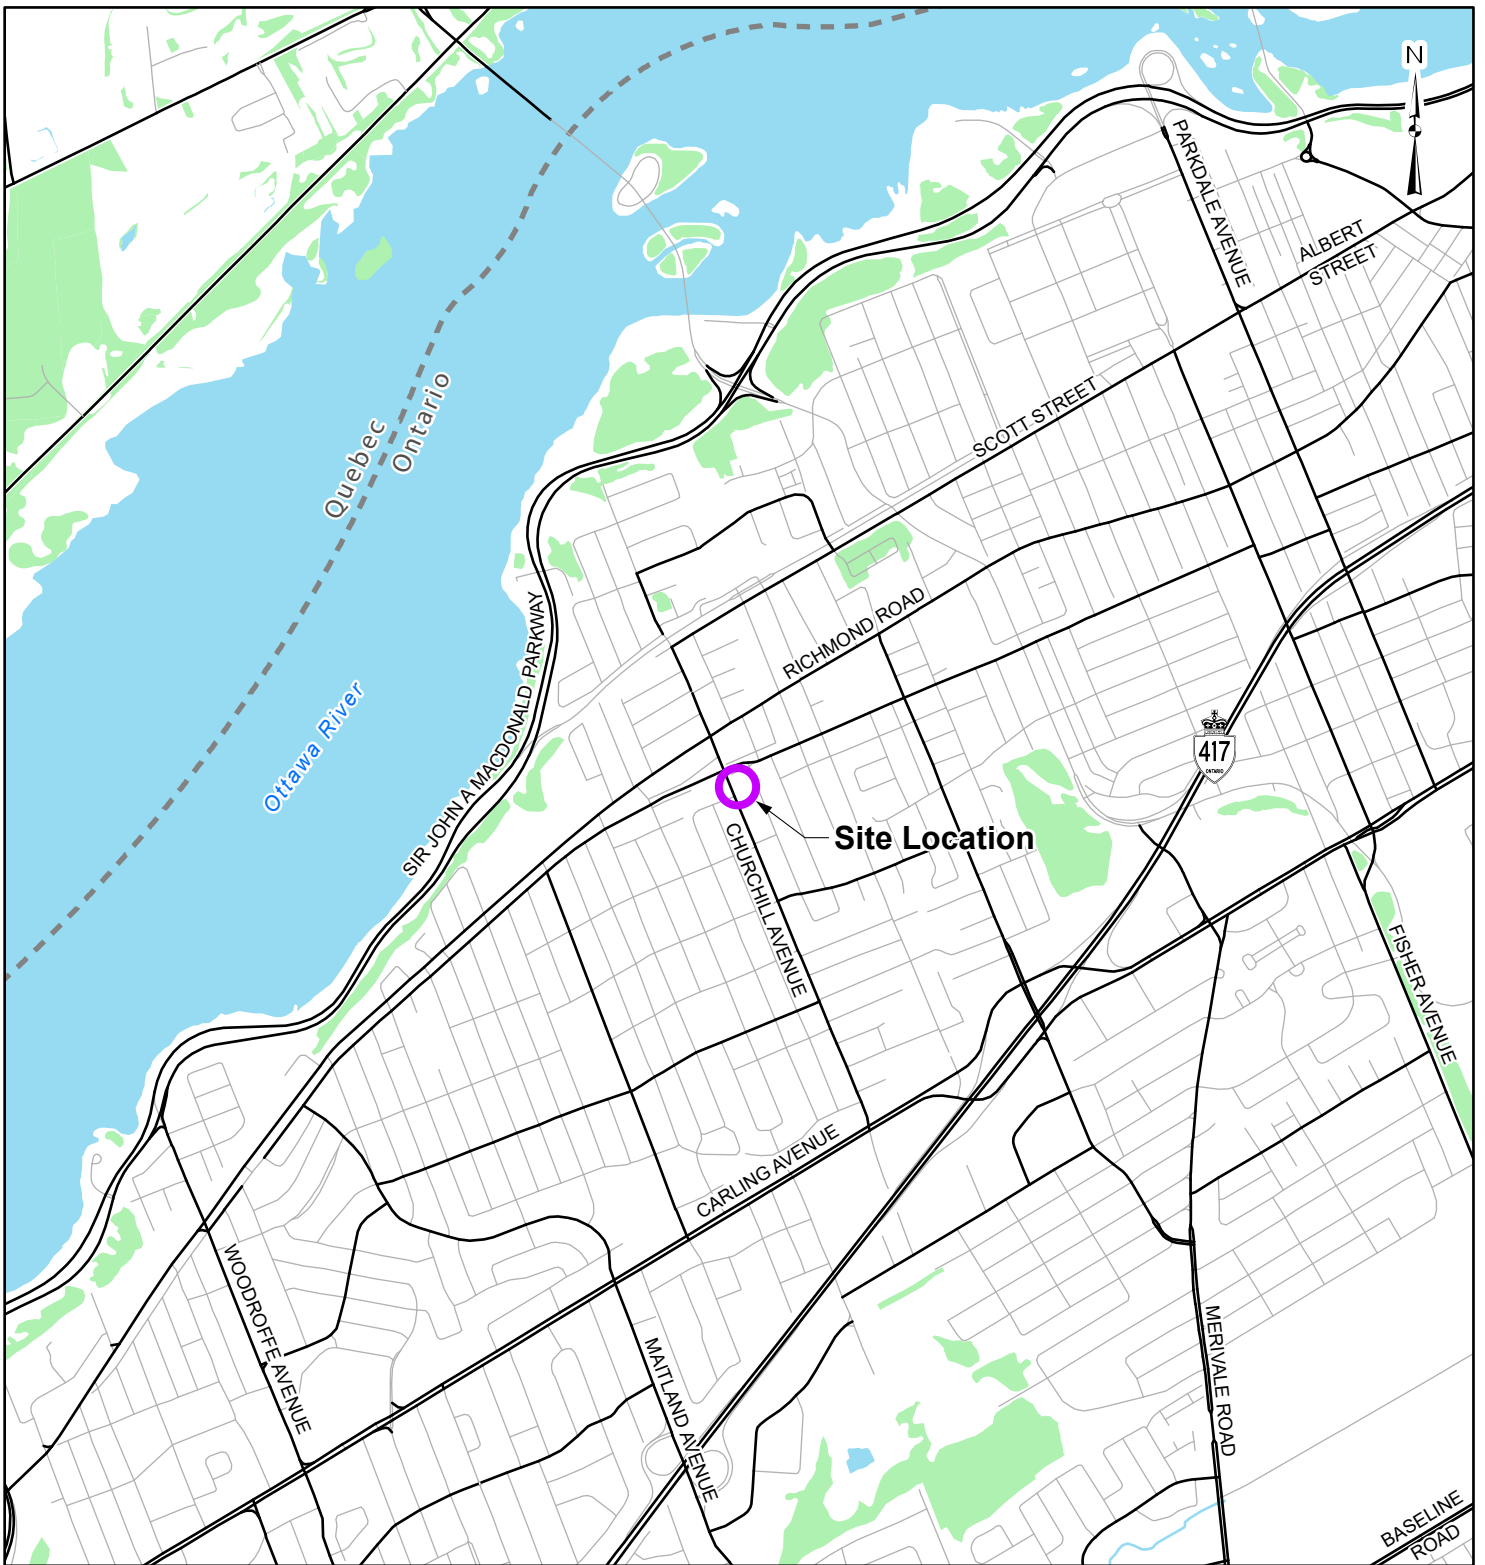 N
PARKDALE AVENUE
ALBERT
STREET
SCOTT STREET
Quebec
Ontario
RICHMOND ROAD
SIR JOHN A MACDONALD PARKWAY
Ottawa River
417
ONTARIO
Site Location
CHURCHILL AVENUE
FISHER AVENUE
CARLING AVENUE
WOODROFFE AVENUE
MAITLAND AVENUE
MERIVALE ROAD
BASELINE
ROAD